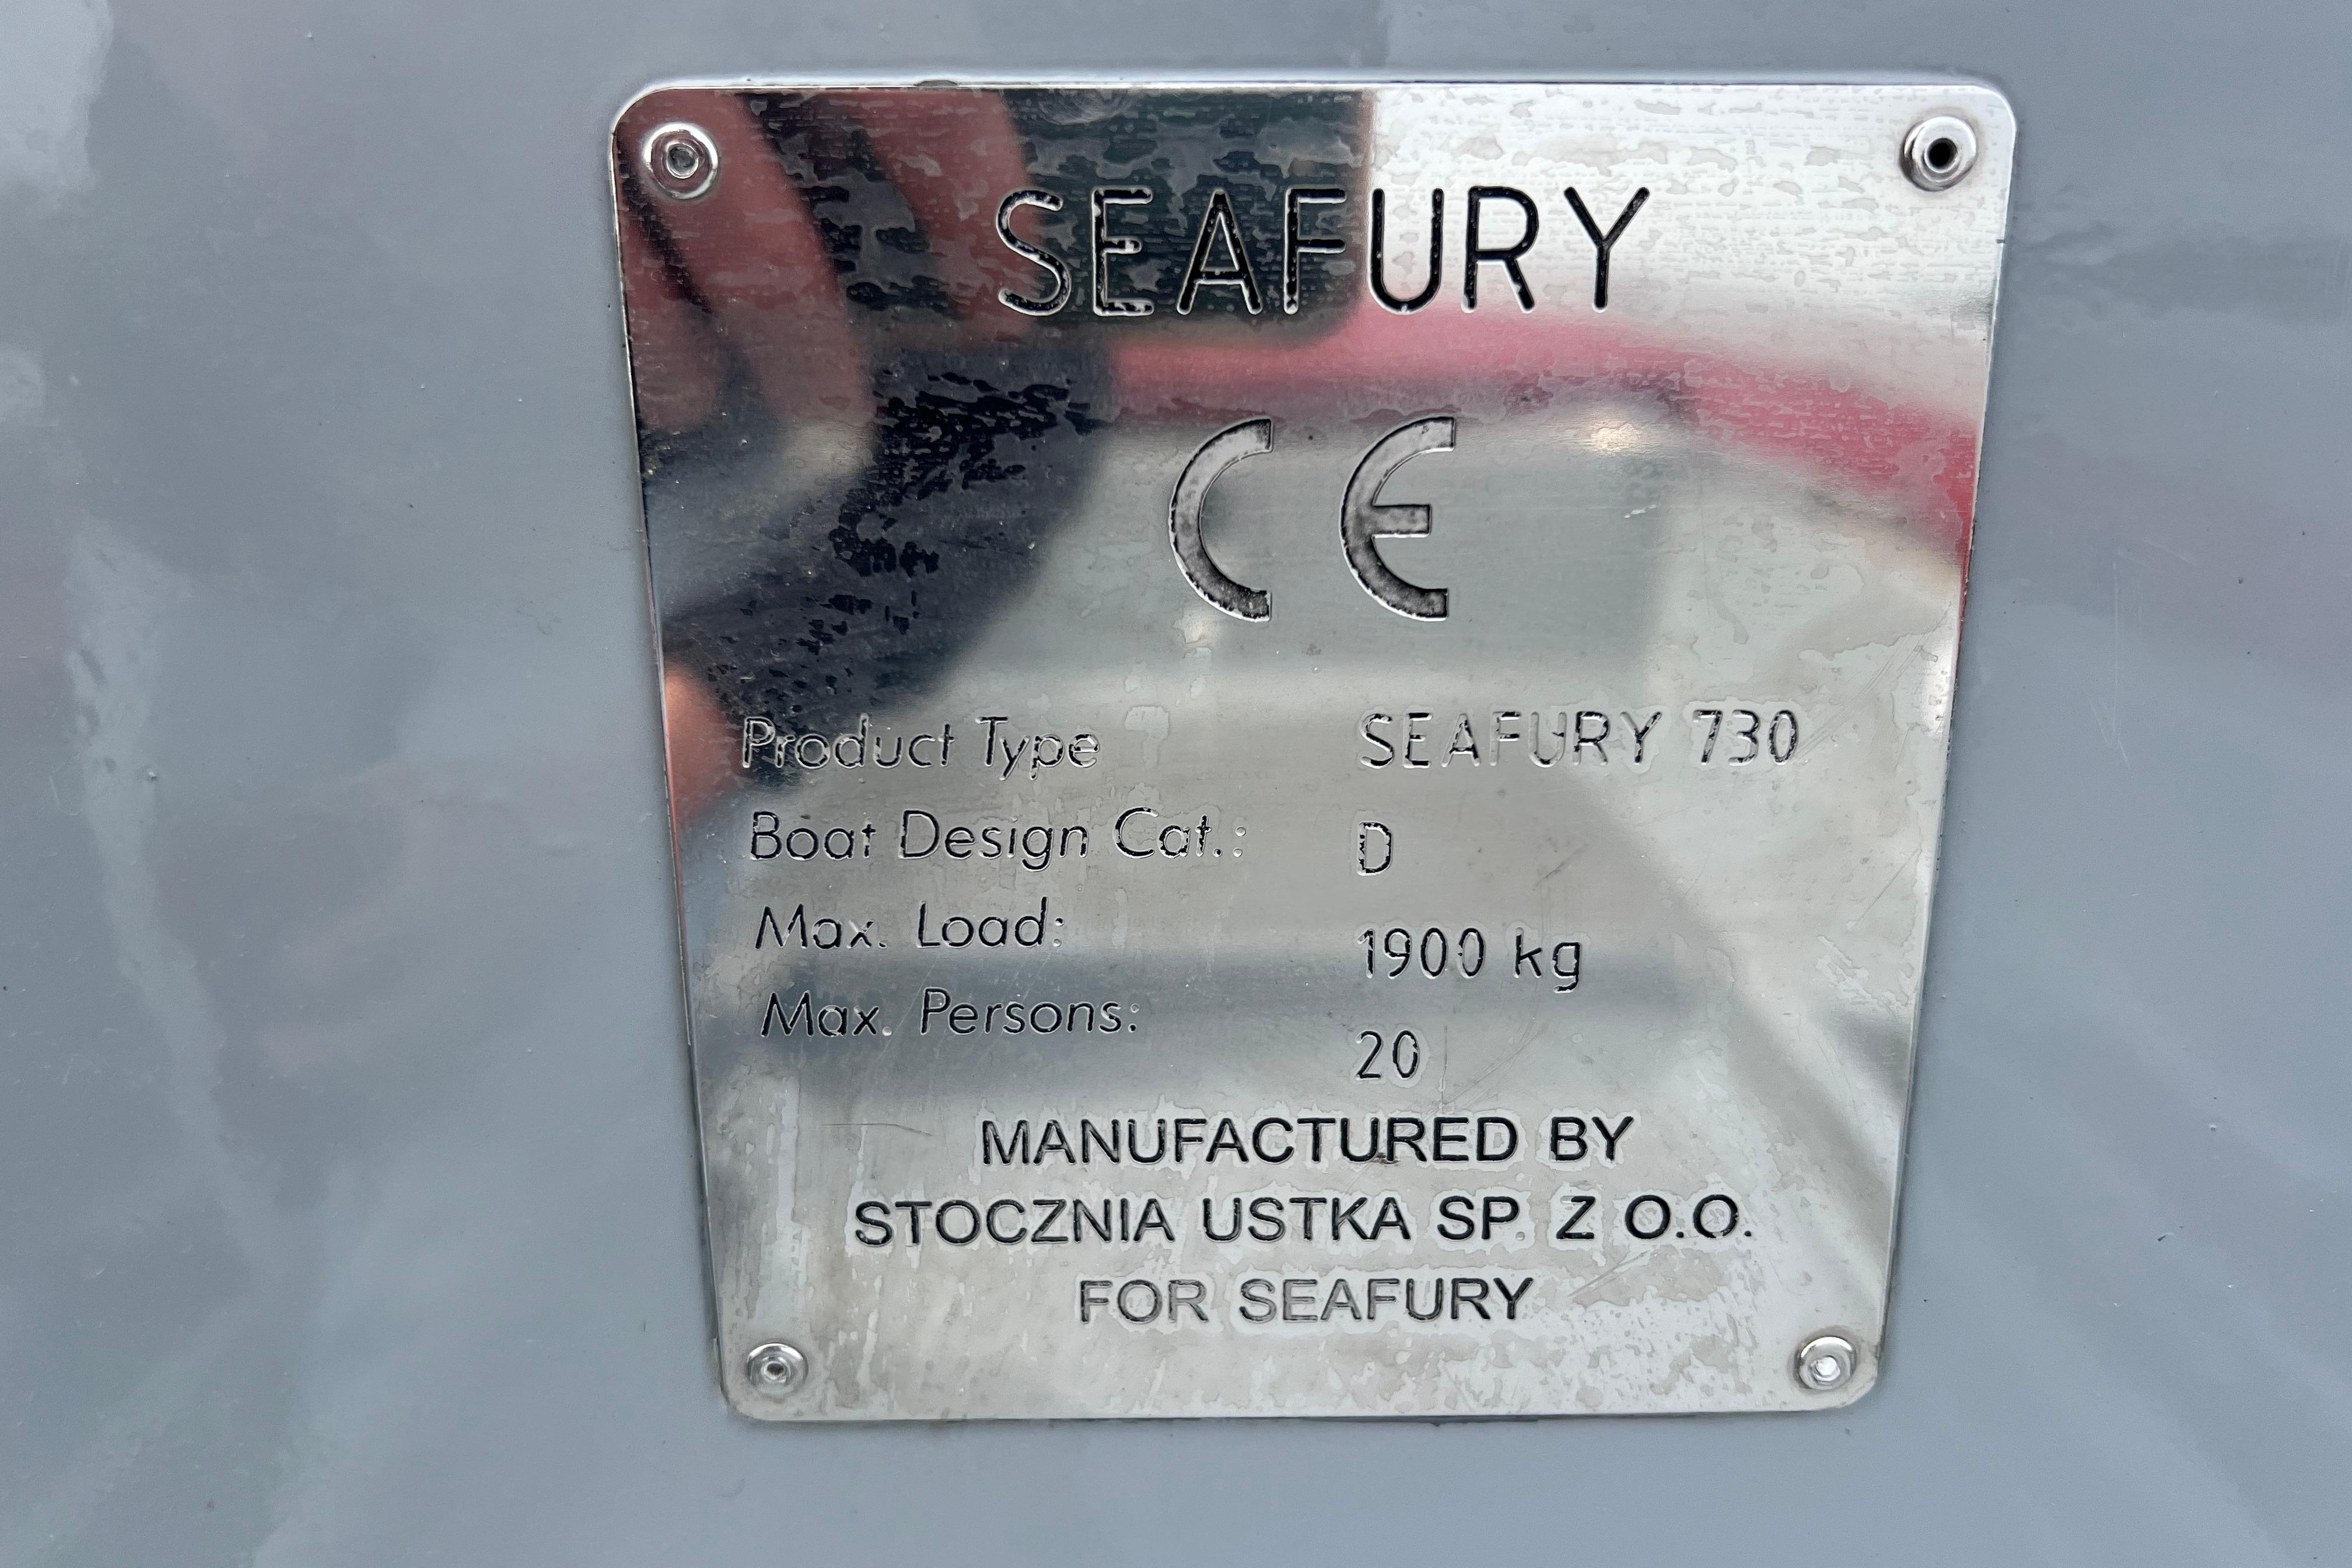 SEAFURY
CE
Product Type SEAFURY 730
Boat Design Cat.: D
Max. Load: 1900 kg
Max. Persons: 20
MANUFACTURED BY
STOCZNIA USTKA SP. Z O.O.
FOR SEAFURY